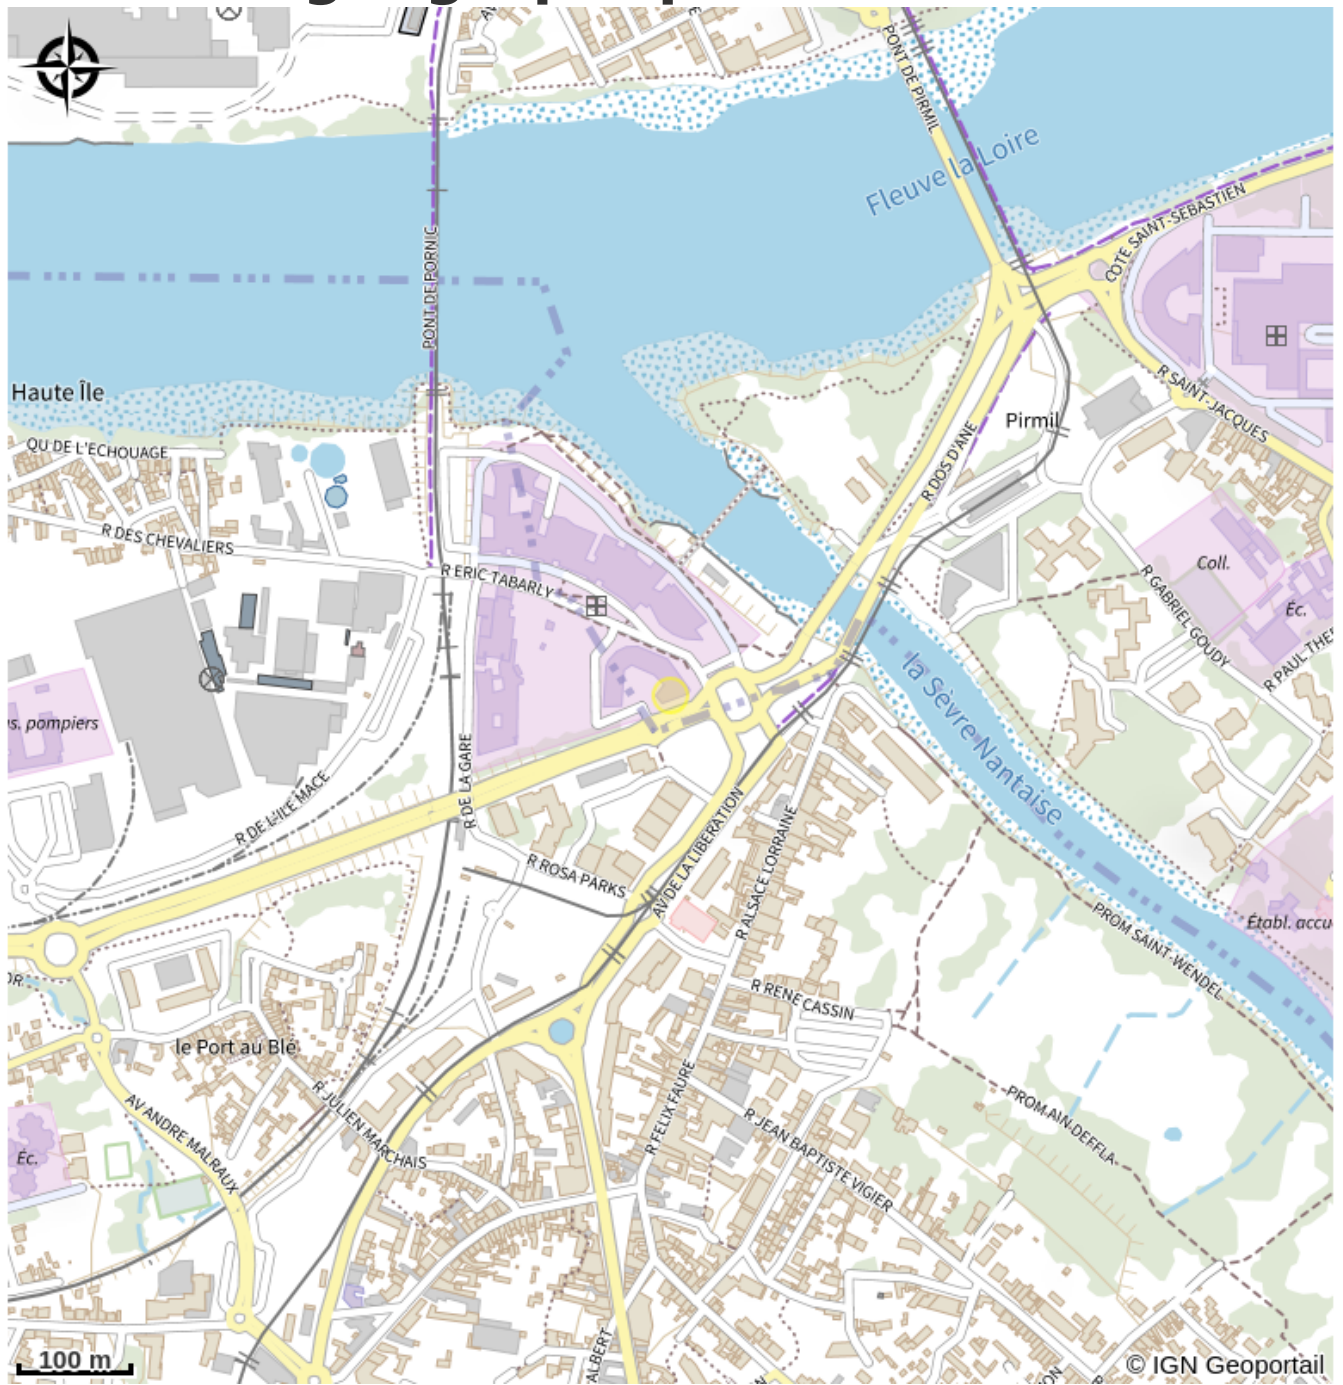 PONT DE PIRMIL
Fleuve la Loire
COTE SAINT-SEBASTIEN
PONT DE PORNIC
Haute Île
R SAINT-JACQUES
Pirmil
QU DE L'ECHOUAGE
R DOS D'ANE
R DES CHEVALIERS
R ERIC TABARLY
Coll.
R GABRIEL GOUDY
Éc.
R PAUL THE
la Sèvre Nantaise
s. pompiers
R DE LA GARE
R DE L'ILE MACE
AV DE LA LIBERATION
R ALSACE LORRAINE
R ROSA PARKS
PROM SAINT-WENDEL
Établ. accu
OR
R RENE CASSIN
le Port au Blé
R JULIEN MARCHAIS
R FELIX FAURE
AV ANDRE MALRAUX
R JEAN BAPTISTE VIGIER
PROM AIN-DEFFLA
Éc.
ALBERT
ION
100 m
© IGN Geoportail